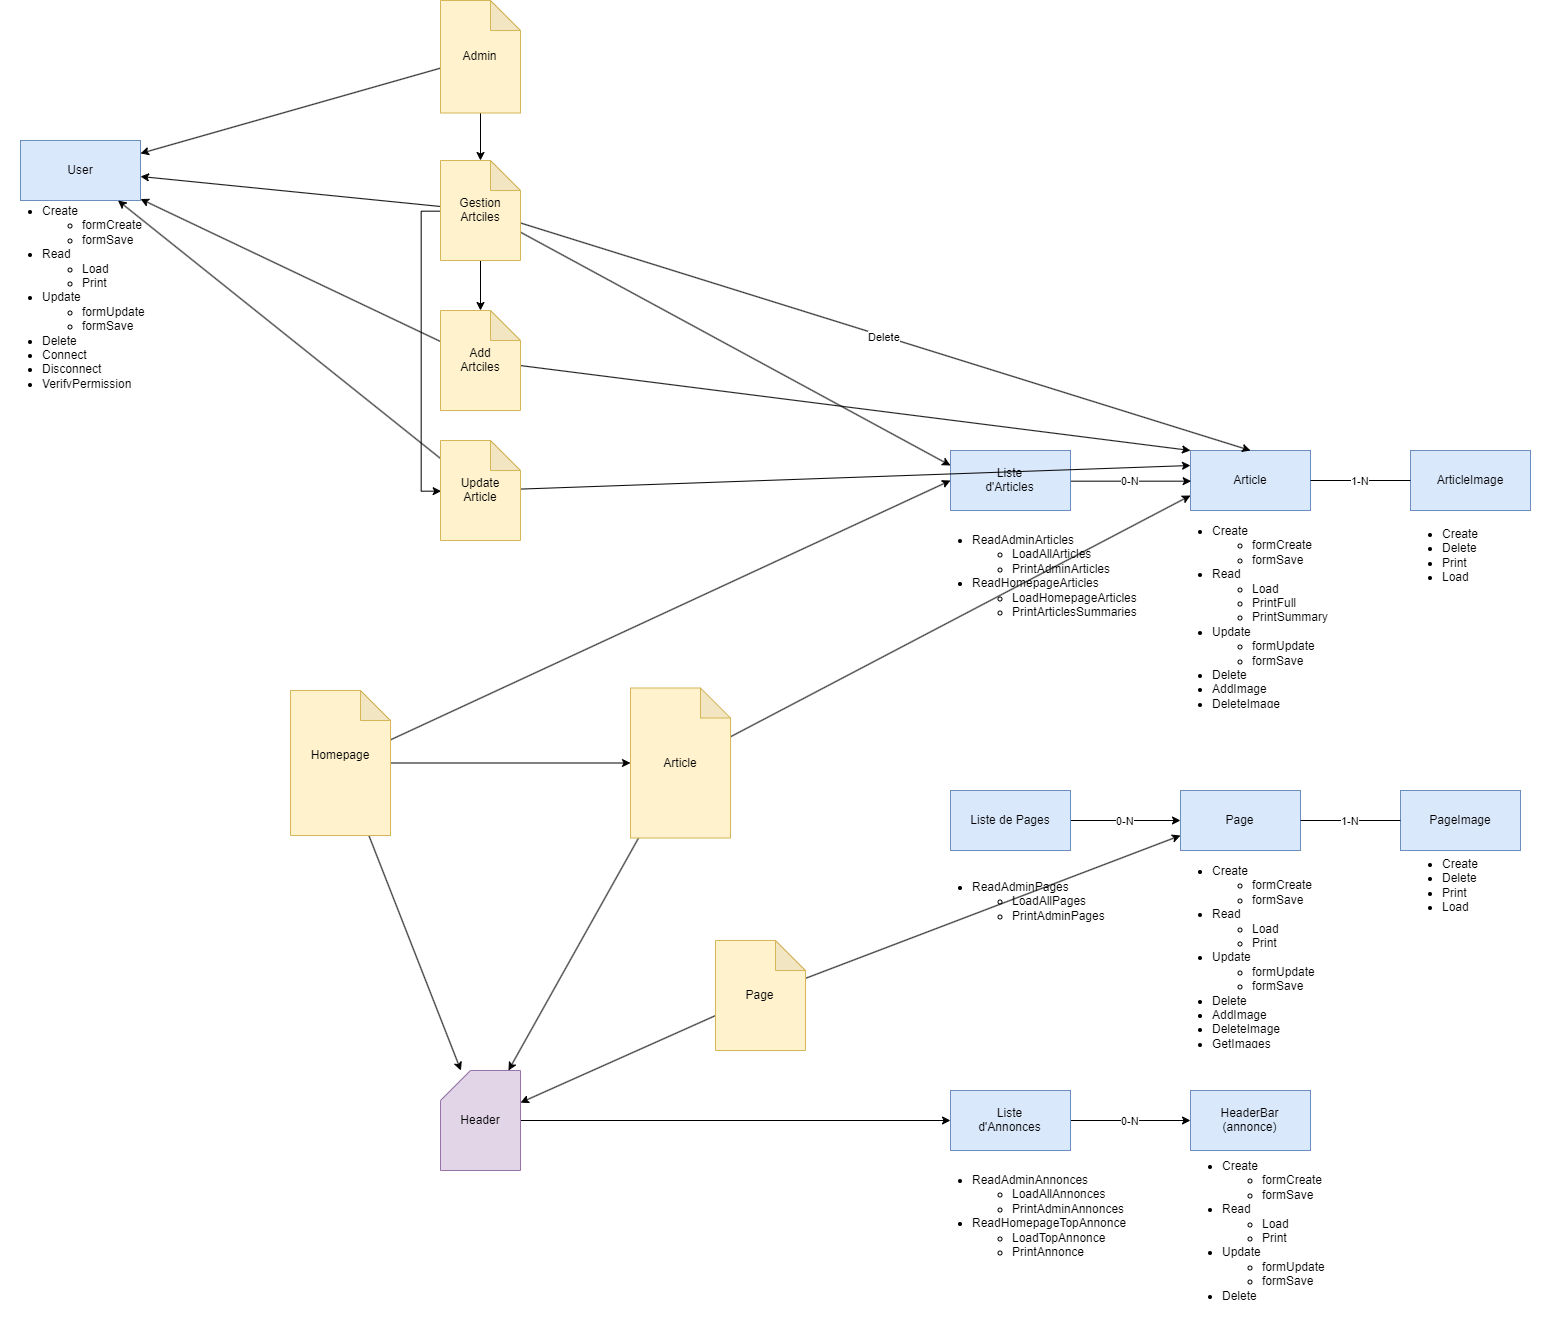 Admin
User
Create
formCreate
formSave
Read
Load
Print
Update
formUpdate
formSave
Delete
Connect
Disconnect
VerifyPermission
Gestion
Artciles
Add
Artciles
Update
Article
Delete
Liste
d'Articles
0-N
Article
1-N
ArticleImage
ReadAdminArticles
LoadAllArticles
PrintAdminArticles
ReadHomepageArticles
LoadHomepageArticles
PrintArticlesSummaries
Create
formCreate
formSave
Read
Load
PrintFull
PrintSummary
Update
formUpdate
formSave
Delete
AddImage
DeleteImage
Create
Delete
Print
Load
Homepage
Article
Liste de Pages
0-N
Page
1-N
PageImage
ReadAdminPages
LoadAllPages
PrintAdminPages
Create
formCreate
formSave
Read
Load
Print
Update
formUpdate
formSave
Delete
AddImage
DeleteImage
GetImages
Create
Delete
Print
Load
Page
Header
Liste
d'Annonces
0-N
HeaderBar
(annonce)
ReadAdminAnnonces
LoadAllAnnonces
PrintAdminAnnonces
ReadHomepageTopAnnonce
LoadTopAnnonce
PrintAnnonce
Create
formCreate
formSave
Read
Load
Print
Update
formUpdate
formSave
Delete